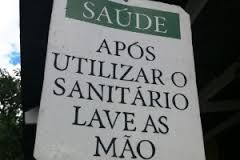 SAÚDE
APÓS
UTILIZAR O
SANITÁRIO
LAVE AS
MÃO